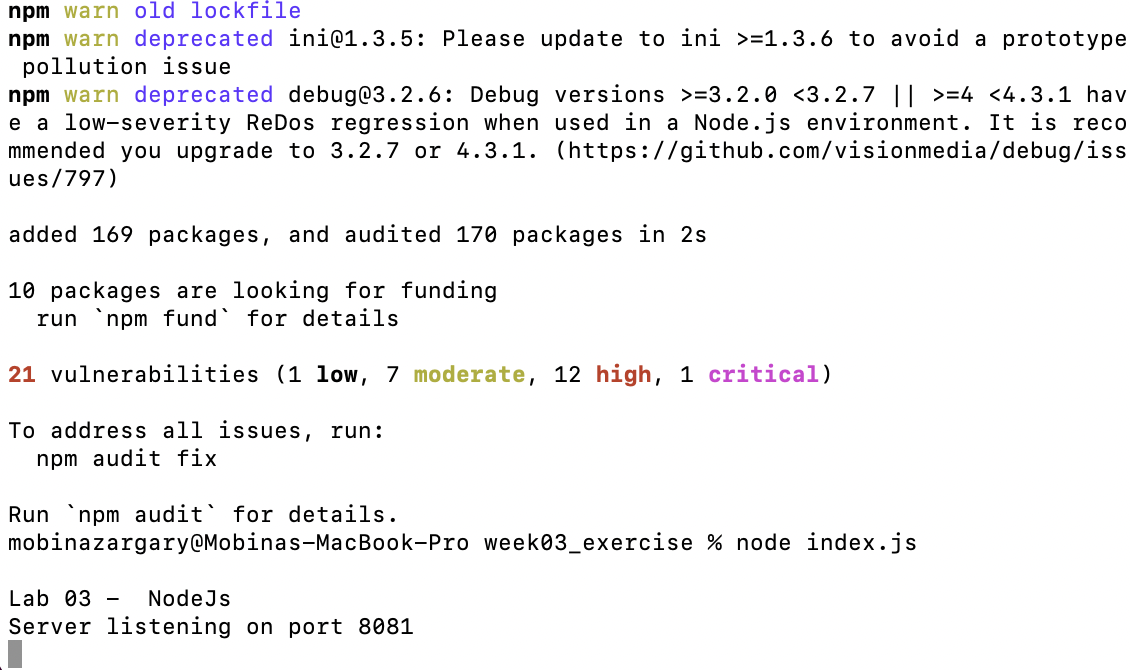 npm warn old lockfile
npm warn deprecated ini@1.3.5: Please update to ini >=1.3.6 to avoid a prototype
 pollution issue
npm warn deprecated debug@3.2.6: Debug versions >=3.2.0 <3.2.7 || >=4 <4.3.1 hav
e a low-severity ReDos regression when used in a Node.js environment. It is reco
mmended you upgrade to 3.2.7 or 4.3.1. (https://github.com/visionmedia/debug/iss
ues/797)

added 169 packages, and audited 170 packages in 2s

10 packages are looking for funding
  run `npm fund` for details

21 vulnerabilities (1 low, 7 moderate, 12 high, 1 critical)

To address all issues, run:
  npm audit fix

Run `npm audit` for details.
mobinazargary@Mobinas-MacBook-Pro week03_exercise % node index.js

Lab 03 -  NodeJs
Server listening on port 8081